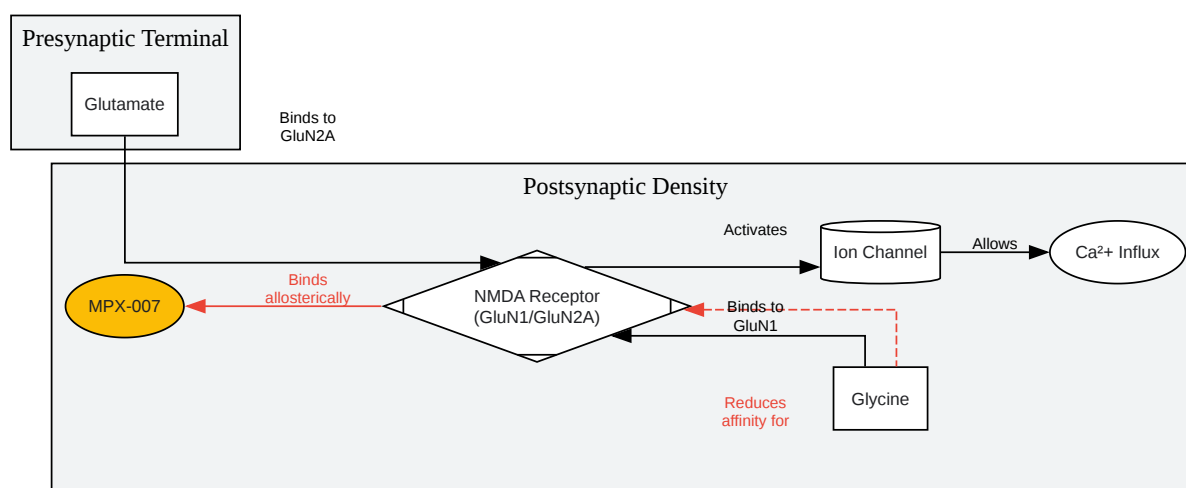 Presynaptic Terminal
Glutamate
Binds to
GluN2A
Postsynaptic Density
Activates
Ion Channel
Allows
Ca²+ Influx
Binds
allosterically
MPX-007
NMDA Receptor
(GluN1/GluN2A)
Binds to
GluN1
Reduces
affinity for
Glycine